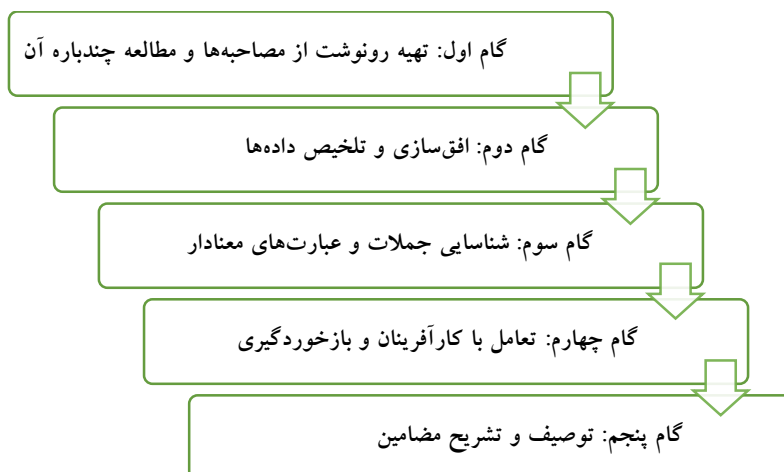 گام اول: تهیه رونوشت از مصاحبه‌ها و مطالعه چندباره آن
گام دوم: افق‌سازی و تلخیص داده‌ها
گام سوم: شناسایی جملات و عبارت‌های معنادار
گام چهارم: تعامل با کارآفرینان و بازخوردگیری
گام پنجم: توصیف و تشریح مضامین